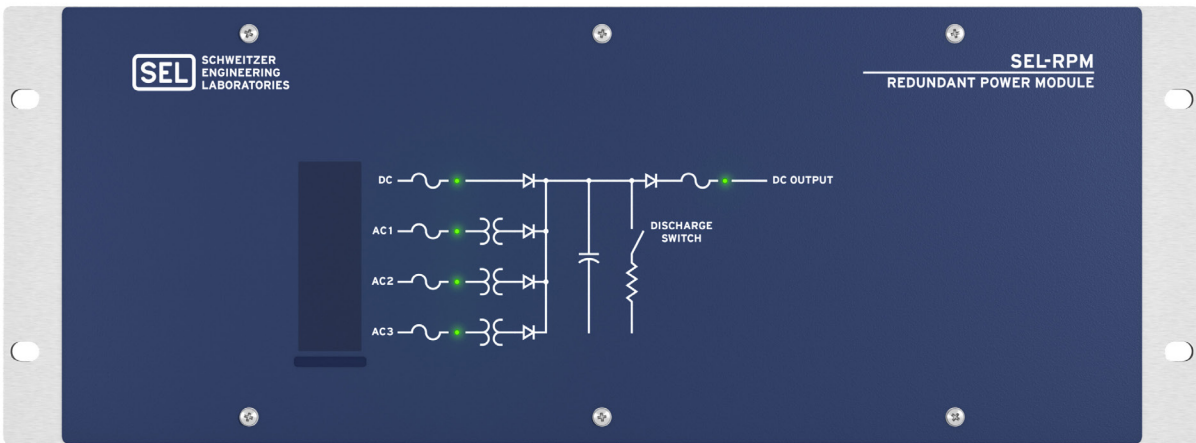 SEL
SCHWEITZER
ENGINEERING
LABORATORIES
SEL-RPM
REDUNDANT POWER MODULE
DC
DC OUTPUT
AC1
DISCHARGE
SWITCH
AC2
AC3